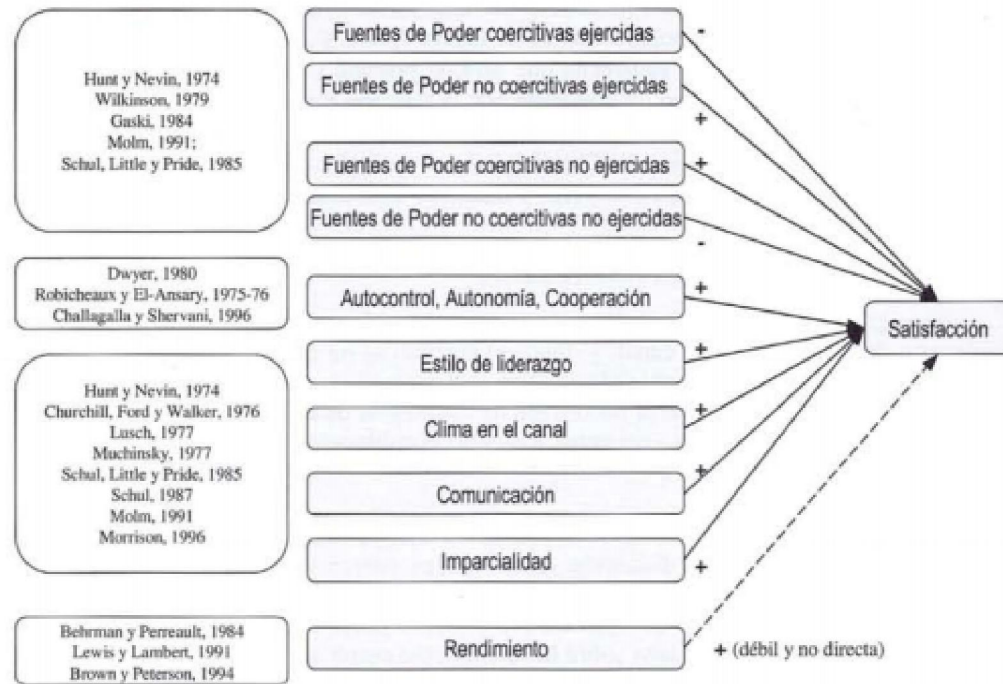 Hunt y Nevin, 1974
Wilkinson, 1979
Gaski, 1984
Molm, 1991;
Schul, Little y Pride, 1985
Fuentes de Poder coercitivas ejercidas
-
Fuentes de Poder no coercitivas ejercidas
+
Fuentes de Poder coercitivas no ejercidas
+
Fuentes de Poder no coercitivas no ejercidas
-
Dwyer, 1980
Robicheaux y El-Ansary, 1975-76
Challagalla y Shervani, 1996
Autocontrol, Autonomía, Cooperación
+
Satisfacción
Hunt y Nevin, 1974
Churchill, Ford y Walker, 1976
Lusch, 1977
Muchinsky, 1977
Schul, Little y Pride, 1985
Schul, 1987
Molm, 1991
Morrison, 1996
Estilo de liderazgo
+
Clima en el canal
+
Comunicación
+
Imparcialidad
+
Behrman y Perreault, 1984
Lewis y Lambert, 1991
Brown y Peterson, 1994
Rendimiento
+ (débil y no directa)